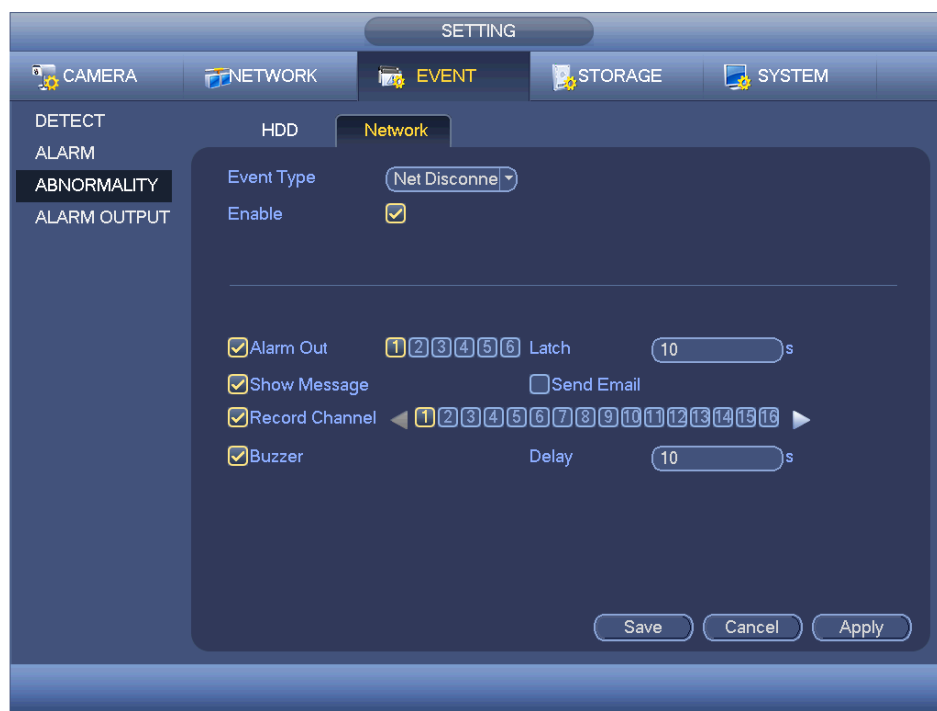 SETTING
CAMERA NETWORK EVENT STORAGE SYSTEM
DETECT
ALARM
ABNORMALITY
ALARM OUTPUT
HDD Network
Event Type Net Disconne
Enable
Alarm Out 1 2 3 4 5 6 Latch 10 s
Show Message Send Email
Record Channel 1 2 3 4 5 6 7 8 9 10 11 12 13 14 15 16
Buzzer Delay 10 s
Save Cancel Apply